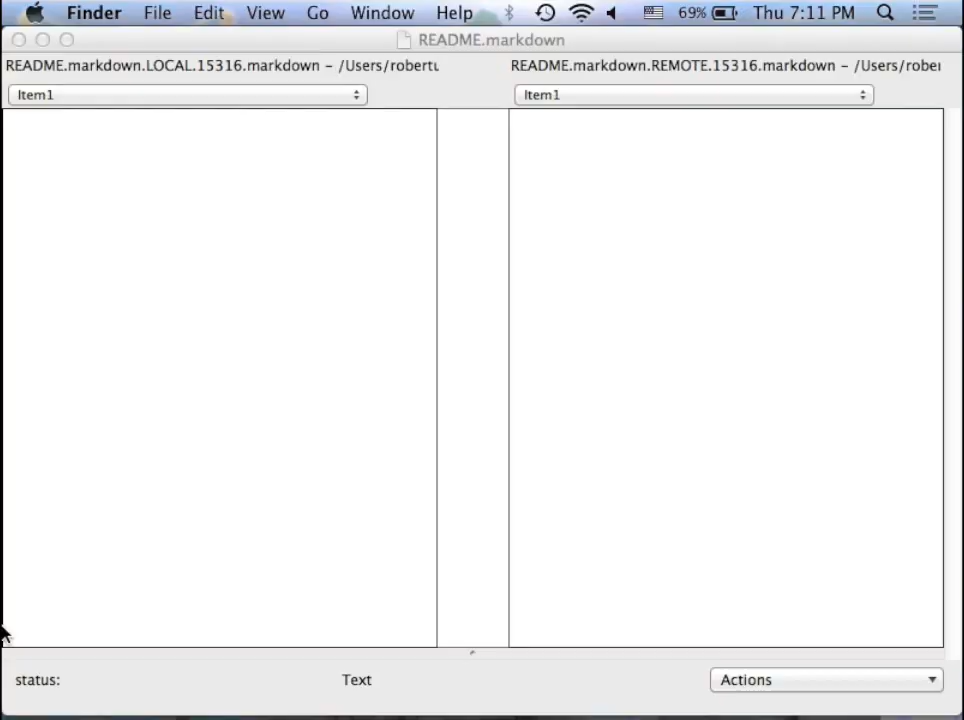 Finder File Edit View Go Window Help 69% Thu 7:11 PM
README.markdown
README.markdown.LOCAL.15316.markdown – /Users/robertu
README.markdown.REMOTE.15316.markdown – /Users/rober
Item1
Item1
status: Text Actions